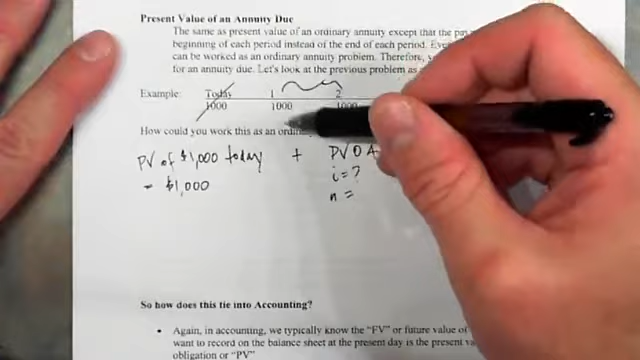 Present Value of an Annuity Due
The same as present value of an ordinary annuity except that the pa
beginning of each period instead of the end of each period. Eve
can be worked as an ordinary annuity problem. Therefore,
for an annuity due. Let's look at the previous problem as
Example: Today 1 2
1000 1000 1000
How could you work this as an ordin
PV of $1,000 today + PV O A
= $1,000 i = ?
n =
So how does this tie into Accounting?
• Again, in accounting, we typically know the "FV" or future value of
want to record on the balance sheet at the present day is the present va
obligation or "PV"